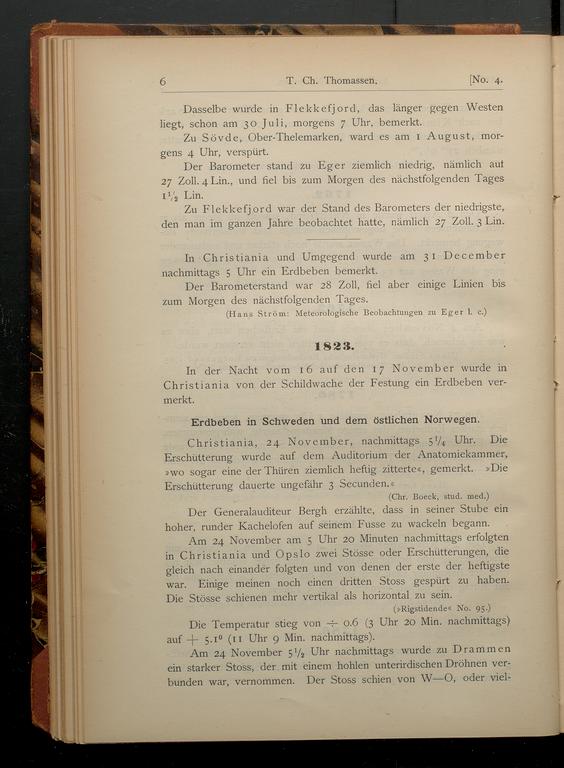 6 T. Ch. Thomassen. [No. 4.
Dasselbe wurde in Flekkefjord, das länger gegen Westen
liegt, schon am 30 Juli, morgens 7 Uhr, bemerkt.
Zu Sövde, Ober-Thelemarken, ward es am 1 August, mor-
gens 4 Uhr, verspürt.
Der Barometer stand zu Eger ziemlich niedrig, nämlich auf
27 Zoll. 4 Lin., und fiel bis zum Morgen des nächstfolgenden Tages
1½ Lin.
Zu Flekkefjord war der Stand des Barometers der niedrigste,
den man im ganzen Jahre beobachtet hatte, nämlich 27 Zoll. 3 Lin.
In Christiania und Umgegend wurde am 31 December
nachmittags 5 Uhr ein Erdbeben bemerkt.
Der Barometerstand war 28 Zoll, fiel aber einige Linien bis
zum Morgen des nächstfolgenden Tages.
(Hans Ström: Meteorologische Beobachtungen zu Eger l. c.)
1823.
In der Nacht vom 16 auf den 17 November wurde in
Christiania von der Schildwache der Festung ein Erdbeben ver-
merkt.
Erdbeben in Schweden und dem östlichen Norwegen.
Christiania, 24 November, nachmittags 5¼ Uhr. Die
Erschütterung wurde auf dem Auditorium der Anatomiekammer,
»wo sogar eine der Thüren ziemlich heftig zitterte«, gemerkt. »Die
Erschütterung dauerte ungefähr 3 Secunden.«
(Chr. Boeck, stud. med.)
Der Generalauditeur Bergh erzählte, dass in seiner Stube ein
hoher, runder Kachelofen auf seinem Fusse zu wackeln begann.
Am 24 November am 5 Uhr 20 Minuten nachmittags erfolgten
in Christiania und Opslo zwei Stösse oder Erschütterungen, die
gleich nach einander folgten und von denen der erste der heftigste
war. Einige meinen noch einen dritten Stoss gespürt zu haben.
Die Stösse schienen mehr vertikal als horizontal zu sein.
(»Rigstidende« No. 95.)
Die Temperatur stieg von ÷ 0.6 (3 Uhr 20 Min. nachmittags)
auf + 5.1⁰ (11 Uhr 9 Min. nachmittags).
Am 24 November 5½ Uhr nachmittags wurde zu Drammen
ein starker Stoss, der mit einem hohlen unterirdischen Dröhnen ver-
bunden war, vernommen. Der Stoss schien von W—O, oder viel-